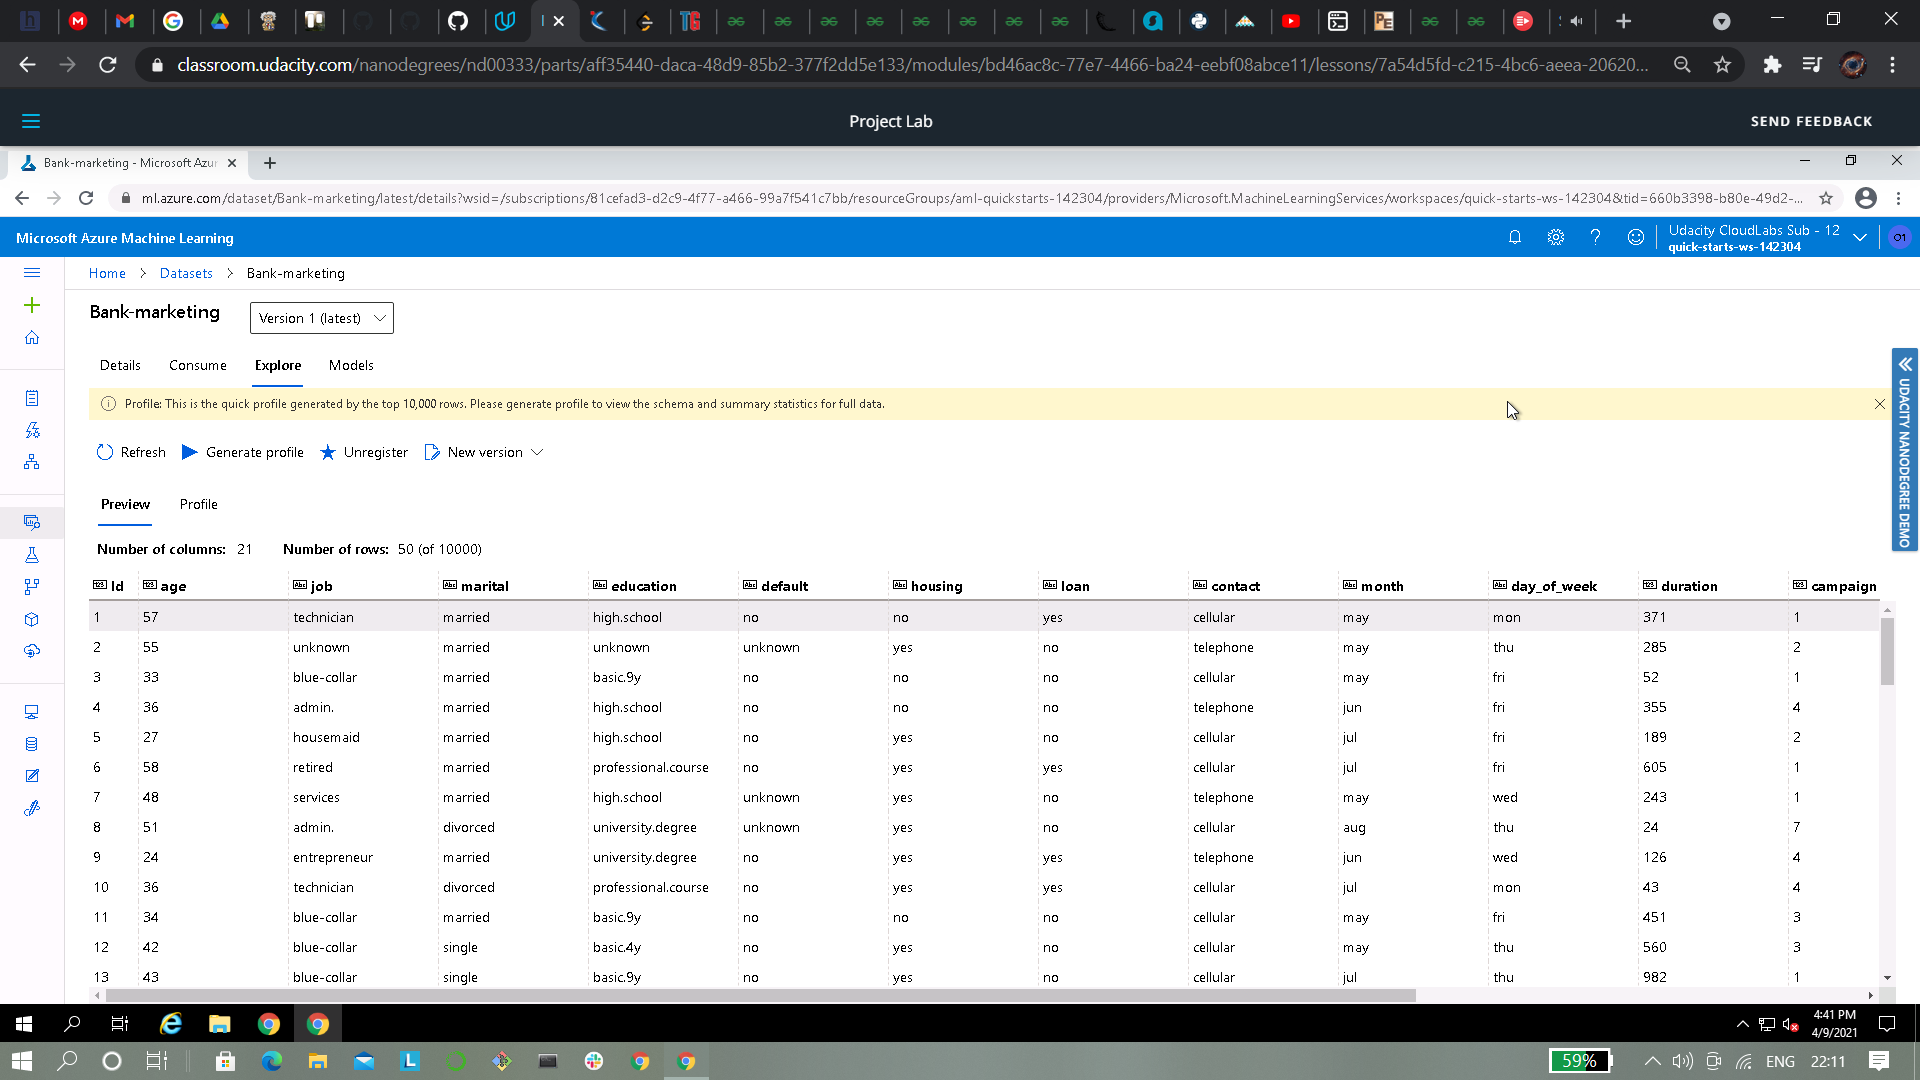 classroom.udacity.com/nanodegrees/nd00333/parts/aff35440-daca-48d9-85b2-377f2dd5e133/modules/bd46ac8c-77e7-4466-ba24-eebf08abce11/lessons/7a54d5fd-c215-4bc6-aeea-20620...
Project Lab
SEND FEEDBACK
Bank-marketing - Microsoft Azur
ml.azure.com/dataset/Bank-marketing/latest/details?wsid=/subscriptions/81cefad3-d2c9-4f77-a466-99a7f541c7bb/resourceGroups/aml-quickstarts-142304/providers/Microsoft.MachineLearningServices/workspaces/quick-starts-ws-142304&tid=660b3398-b80e-49d2-...
Microsoft Azure Machine Learning
Udacity CloudLabs Sub - 12
quick-starts-ws-142304
O1
Home > Datasets > Bank-marketing
Bank-marketing
Version 1 (latest)
Details Consume Explore Models
Profile: This is the quick profile generated by the top 10,000 rows. Please generate profile to view the schema and summary statistics for full data.
UDACITY NANODEGREE DEMO
Refresh Generate profile Unregister New version
Preview Profile
Number of columns: 21 Number of rows: 50 (of 10000)
Id age job marital education default housing loan contact month day_of_week duration campaign
1 57 technician married high.school no no yes cellular may mon 371 1
2 55 unknown married unknown unknown yes no telephone may thu 285 2
3 33 blue-collar married basic.9y no no no cellular may fri 52 1
4 36 admin. married high.school no no no telephone jun fri 355 4
5 27 housemaid married high.school no yes no cellular jul fri 189 2
6 58 retired married professional.course no yes yes cellular jul fri 605 1
7 48 services married high.school unknown yes no telephone may wed 243 1
8 51 admin. divorced university.degree unknown yes no cellular aug thu 24 7
9 24 entrepreneur married university.degree no yes yes telephone jun wed 126 4
10 36 technician divorced professional.course no yes yes cellular jul mon 43 4
11 34 blue-collar married basic.9y no no no cellular may fri 451 3
12 42 blue-collar single basic.4y no yes no cellular may thu 560 3
13 43 blue-collar single basic.9y no yes no cellular jul thu 982 1
4:41 PM
4/9/2021
59%
ENG
22:11